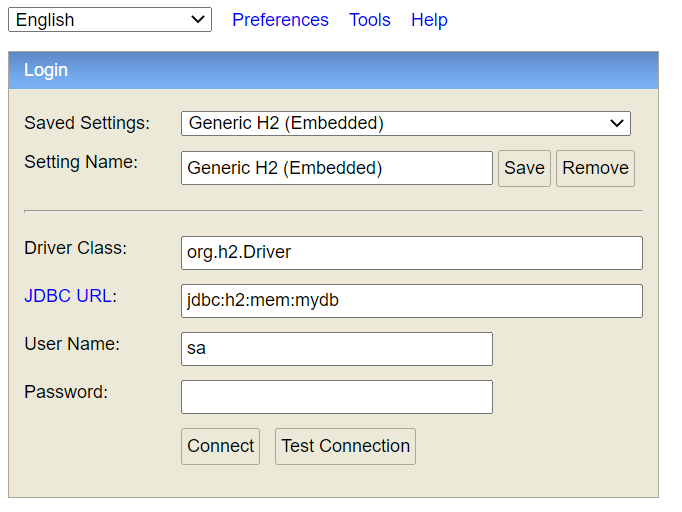 English Preferences Tools Help
Login
Saved Settings: Generic H2 (Embedded)
Setting Name: Generic H2 (Embedded) Save Remove
Driver Class: org.h2.Driver
JDBC URL: jdbc:h2:mem:mydb
User Name: sa
Password:
Connect Test Connection